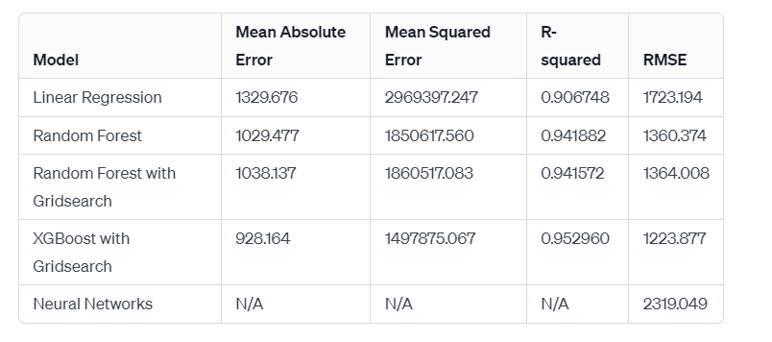 Model	Mean Absolute Error	Mean Squared Error	R-squared	RMSE
Linear Regression	1329.676	2969397.247	0.906748	1723.194
Random Forest	1029.477	1850617.560	0.941882	1360.374
Random Forest with Gridsearch	1038.137	1860517.083	0.941572	1364.008
XGBoost with Gridsearch	928.164	1497875.067	0.952960	1223.877
Neural Networks	N/A	N/A	N/A	2319.049